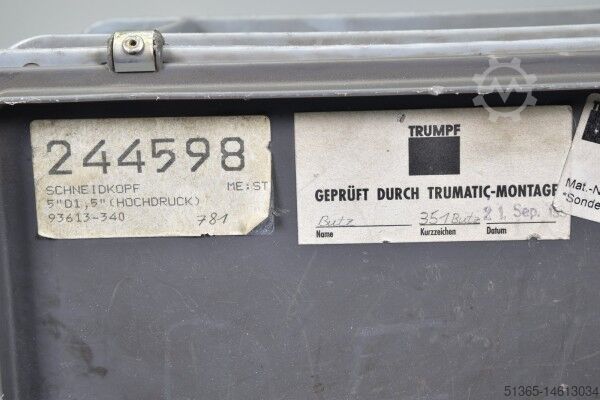 244598
SCHNEIDKOPF ME:ST
5"D1,5"(HOCHDRUCK)
93613-340 781
TRUMPF
GEPRÜFT DURCH TRUMATIC-MONTAGE
Butz 351 Butz 21. Sep.
Name Kurzzeichen Datum
Mat.-N
"Sonde
51365-14613034